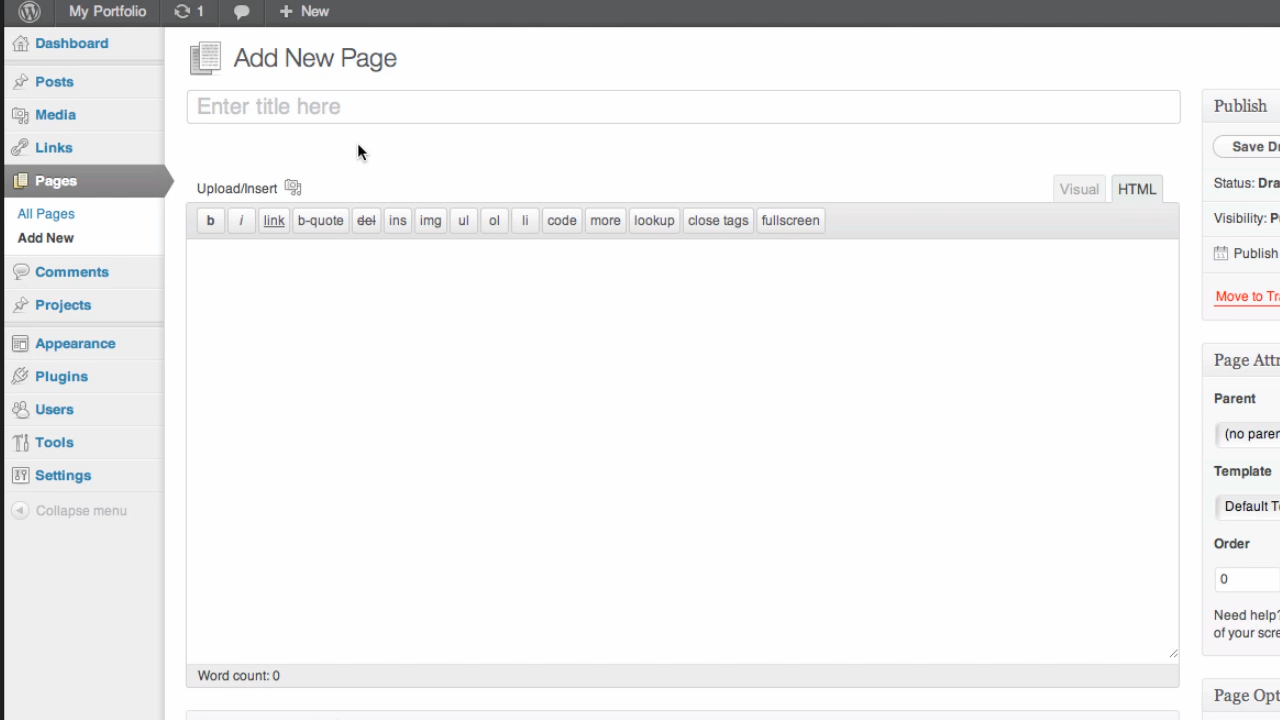 My Portfolio 1 New
Dashboard
Posts
Media
Links
Pages
All Pages
Add New
Comments
Projects
Appearance
Plugins
Users
Tools
Settings
Collapse menu
Add New Page
Enter title here
Upload/Insert
Visual HTML
b i link b-quote del ins img ul ol li code more lookup close tags fullscreen
Word count: 0
Publish
Save Dr
Status: Dra
Visibility: P
Publish
Move to Tra
Page Attr
Parent
(no paren
Template
Default Te
Order
0
Need help?
of your scre
Page Opt